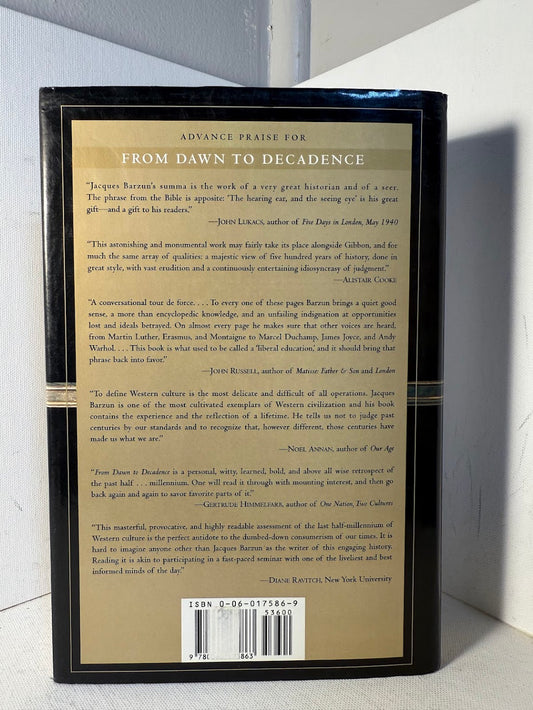 ADVANCE PRAISE FOR
FROM DAWN TO DECADENCE
"Jacques Barzun's summa is the work of a very great historian and of a seer.
The phrase from the Bible is apposite: 'The hearing ear, and the seeing eye' is his great
gift—and a gift to his readers."
—JOHN LUKACS, author of Five Days in London, May 1940
"This astonishing and monumental work may fairly take its place alongside Gibbon, and for
much the same array of qualities: a majestic view of five hundred years of history, done in
great style, with vast erudition and a continuously entertaining idiosyncrasy of judgment."
—ALISTAIR COOKE
"A conversational tour de force. . . . To every one of these pages Barzun brings a quiet good
sense, a more than encyclopedic knowledge, and an unfailing indignation at opportunities
lost and ideals betrayed. On almost every page he makes sure that other voices are heard,
from Martin Luther, Erasmus, and Montaigne to Marcel Duchamp, James Joyce, and Andy
Warhol. . . . This book is what used to be called a 'liberal education,' and it should bring that
phrase back into favor."
—JOHN RUSSELL, author of Matisse: Father & Son and London
"To define Western culture is the most delicate and difficult of all operations. Jacques
Barzun is one of the most cultivated exemplars of Western civilization and his book
contains the experience and the reflection of a lifetime. He tells us not to judge past
centuries by our standards and to recognize that, however different, those centuries have
made us what we are."
—NOEL ANNAN, author of Our Age
"From Dawn to Decadence is a personal, witty, learned, bold, and above all wise retrospect of
the past half . . . millennium. One will read it through with mounting interest, and then go
back again and again to savor favorite parts of it."
—GERTRUDE HIMMELFARB, author of One Nation, Two Cultures
"This masterful, provocative, and highly readable assessment of the last half-millennium of
Western culture is the perfect antidote to the dumbed-down consumerism of our times. It is
hard to imagine anyone other than Jacques Barzun as the writer of this engaging history.
Reading it is akin to participating in a fast-paced seminar with one of the liveliest and best
informed minds of the day."
—DIANE RAVITCH, New York University
ISBN 0-06-017586-9
53600
9 780 863